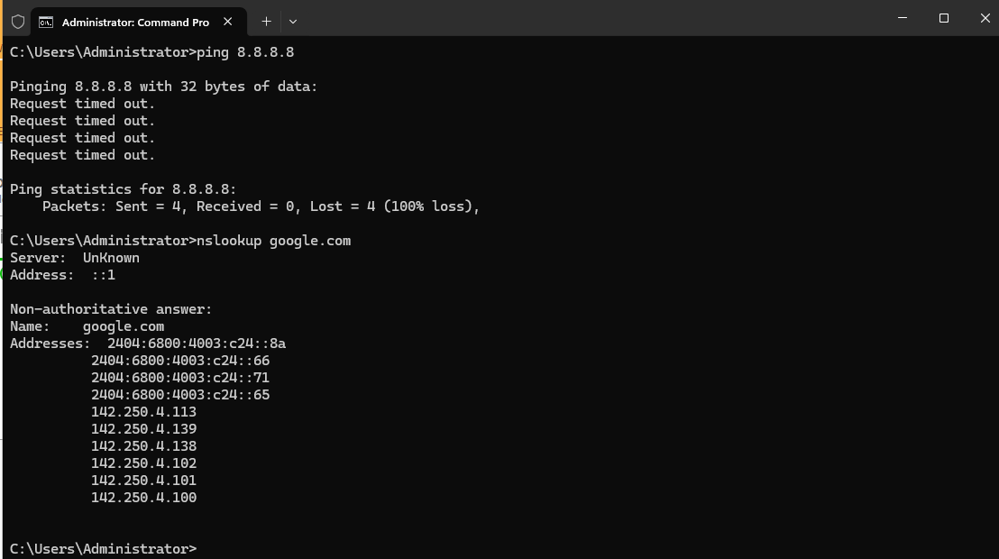 Administrator: Command Pro
C:\Users\Administrator>ping 8.8.8.8
Pinging 8.8.8.8 with 32 bytes of data:
Request timed out.
Request timed out.
Request timed out.
Request timed out.
Ping statistics for 8.8.8.8:
    Packets: Sent = 4, Received = 0, Lost = 4 (100% loss),
C:\Users\Administrator>nslookup google.com
Server:  UnKnown
Address:  ::1
Non-authoritative answer:
Name:    google.com
Addresses:  2404:6800:4003:c24::8a
          2404:6800:4003:c24::66
          2404:6800:4003:c24::71
          2404:6800:4003:c24::65
          142.250.4.113
          142.250.4.139
          142.250.4.138
          142.250.4.102
          142.250.4.101
          142.250.4.100
C:\Users\Administrator>